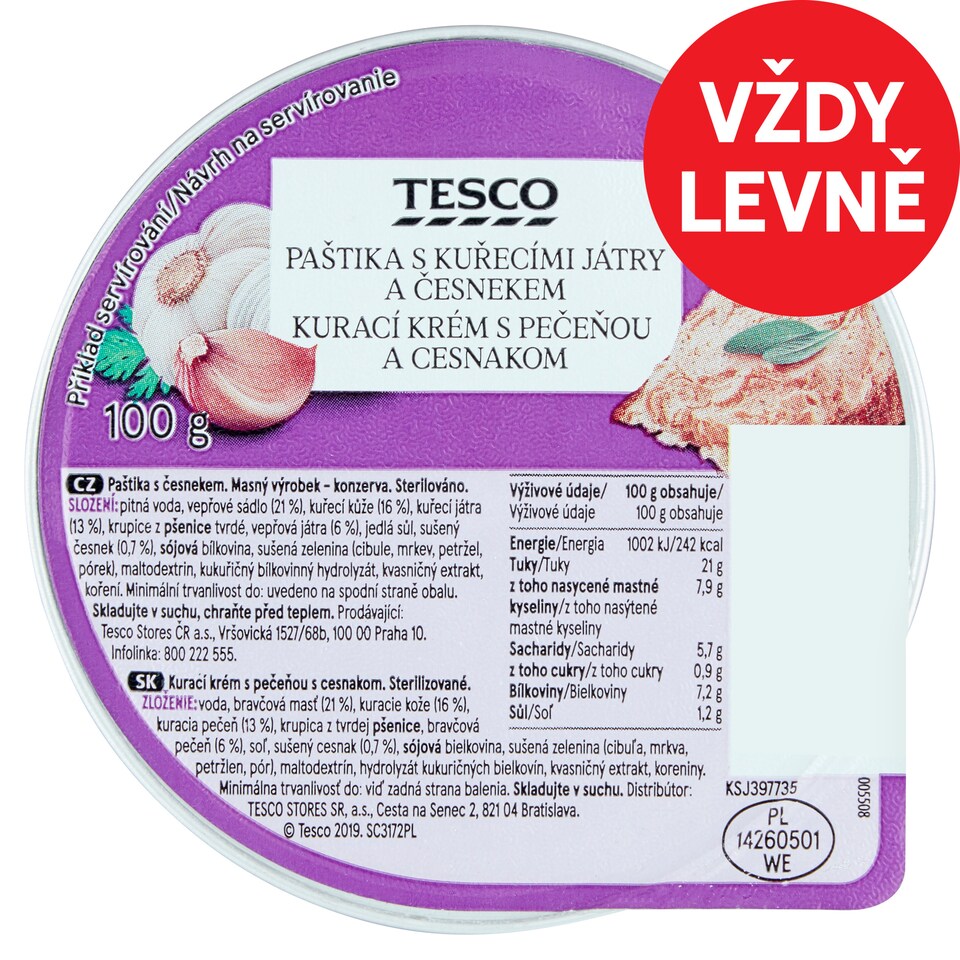 VŽDY
LEVNĚ
Příklad servírování/Návrh na servírovanie
TESCO
PAŠTIKA S KUŘECÍMI JÁTRY
A ČESNEKEM
KURACÍ KRÉM S PEČEŇOU
A CESNAKOM
100 g
CZ Paštika s česnekem. Masný výrobek - konzerva. Sterilováno.
SLOŽENÍ: pitná voda, vepřové sádlo (21 %), kuřecí kůže (16 %), kuřecí játra
(13 %), krupice z pšenice tvrdé, vepřová játra (6 %), jedlá sůl, sušený
česnek (0,7 %), sójová bílkovina, sušená zelenina (cibule, mrkev, petržel,
pórek), maltodextrin, kukuřičný bílkovinný hydrolyzát, kvasničný extrakt,
koření. Minimální trvanlivost do: uvedeno na spodní straně obalu.
Skladujte v suchu, chraňte před teplem. Prodávající:
Tesco Stores ČR a.s., Vršovická 1527/68b, 100 00 Praha 10.
Infolinka: 800 222 555.
SK Kurací krém s pečeňou s cesnakom. Sterilizované.
ZLOŽENIE: voda, bravčová masť (21 %), kuracie kože (16 %),
kuracia pečeň (13 %), krupica z tvrdej pšenice, bravčová
pečeň (6 %), soľ, sušený cesnak (0,7 %), sójová bielkovina, sušená zelenina (cibuľa, mrkva,
petržlen, pór), maltodextrín, hydrolyzát kukuričných bielkovín, kvasničný extrakt, koreniny.
Minimálna trvanlivosť do: viď zadná strana balenia. Skladujte v suchu. Distribútor:
TESCO STORES SR, a.s., Cesta na Senec 2, 821 04 Bratislava.
© Tesco 2019. SC3172PL
Výživové údaje/ 100 g obsahuje/
Výživové údaje 100 g obsahuje
Energie/Energia 1002 kJ/242 kcal
Tuky/Tuky 21 g
z toho nasycené mastné 7,9 g
kyseliny/z toho nasýtené
mastné kyseliny
Sacharidy/Sacharidy 5,7 g
z toho cukry/z toho cukry 0,9 g
Bílkoviny/Bielkoviny 7,2 g
Sůl/Soľ 1,2 g
KSJ397735
005508
PL
14260501
WE